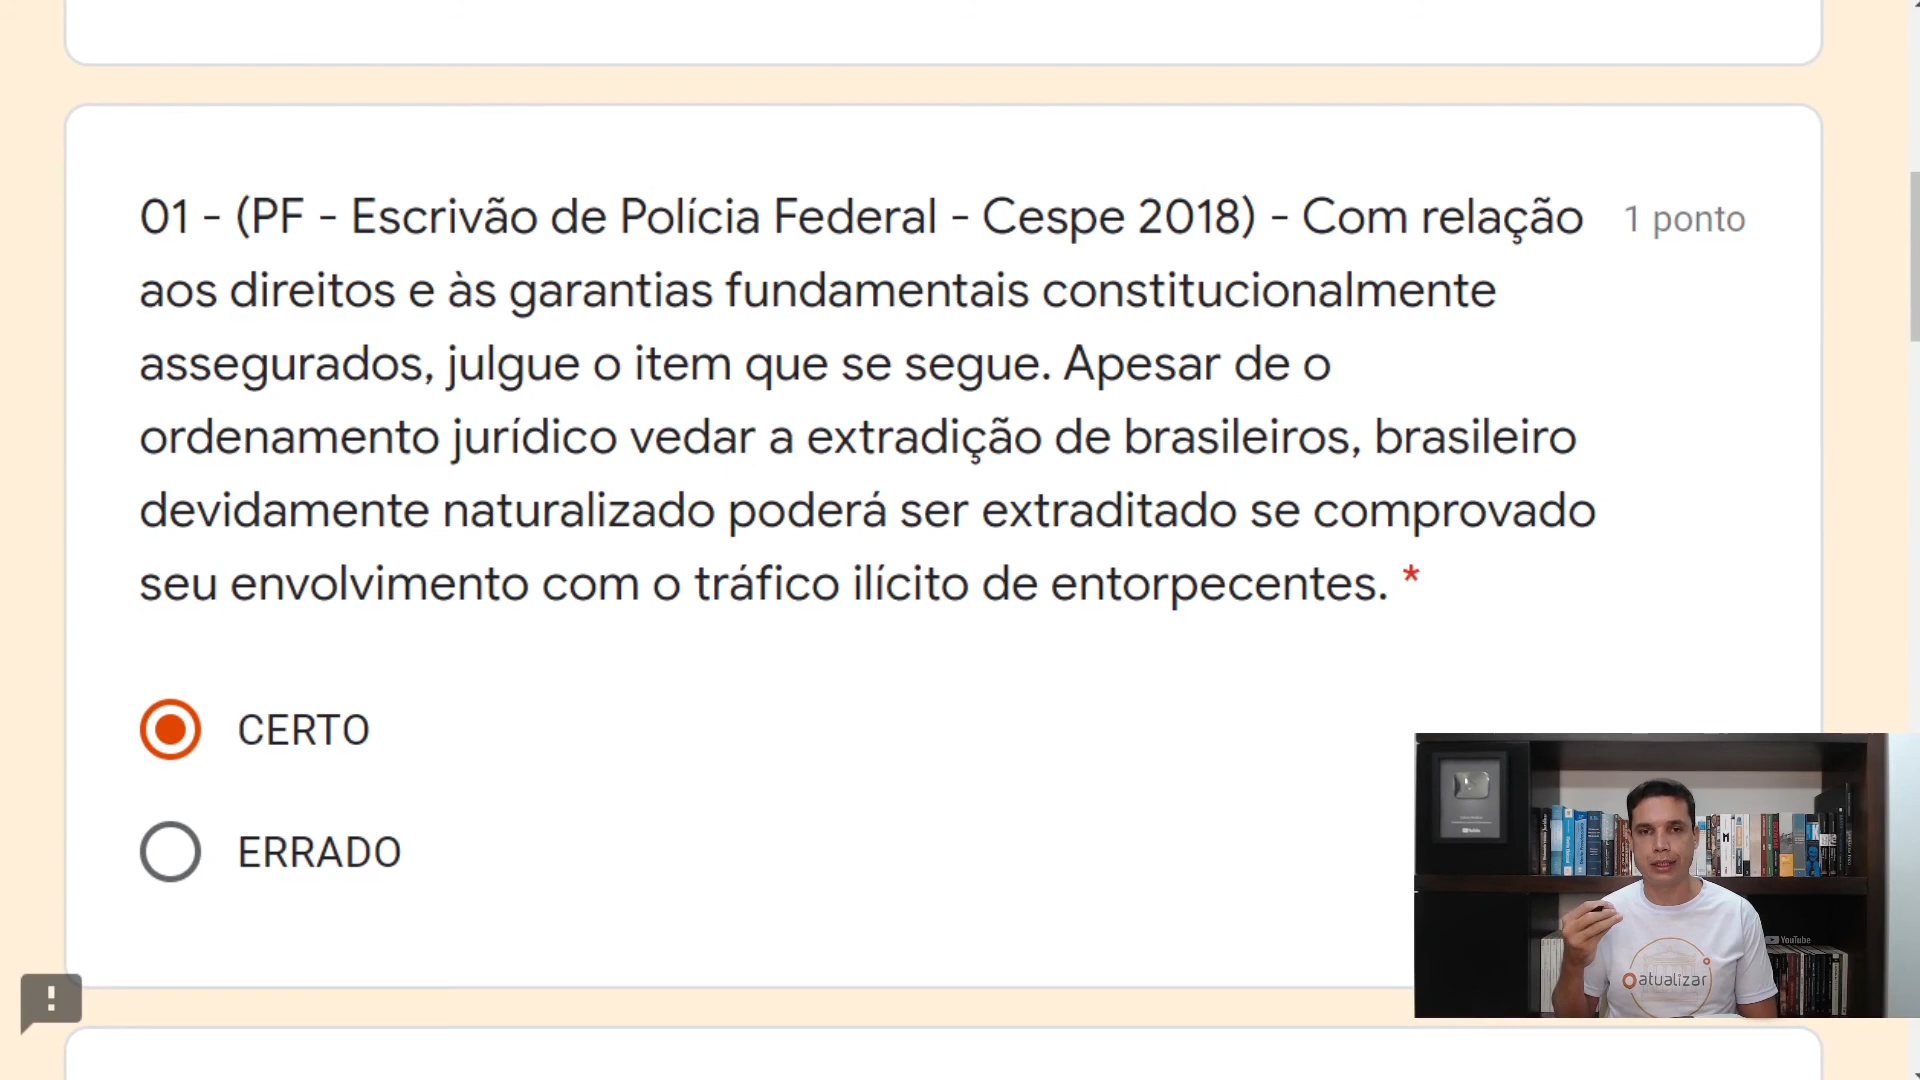 01 - (PF - Escrivão de Polícia Federal - Cespe 2018) - Com relação
1 ponto
aos direitos e às garantias fundamentais constitucionalmente
assegurados, julgue o item que se segue. Apesar de o
ordenamento jurídico vedar a extradição de brasileiros, brasileiro
devidamente naturalizado poderá ser extraditado se comprovado
seu envolvimento com o tráfico ilícito de entorpecentes. *
CERTO
ERRADO
YouTube
atualizar